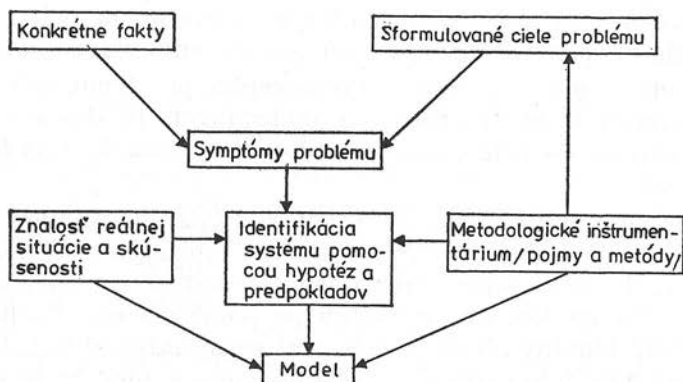 Konkrétne fakty
Sformulované ciele problému
Symptómy problému
Znalosť reálnej
situácie a skú-
senosti
Identifikácia
systému pomo-
cou hypotéz a
predpokladov
Metodologické inštrumen-
tárium/pojmy a metódy/
Model